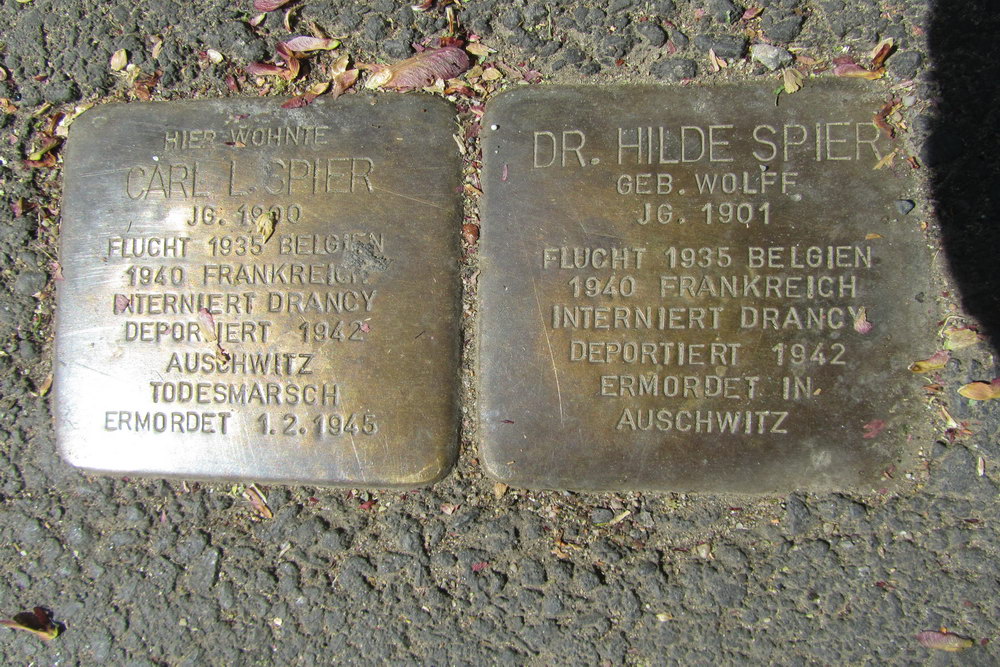 HIER WOHNTE
CARL L. SPIER
JG. 1900
FLUCHT 1935 BELGIEN
1940 FRANKREICH
INTERNIERT DRANCY
DEPORTIERT 1942
AUSCHWITZ
TODESMARSCH
ERMORDET 1.2.1945
DR. HILDE SPIER
GEB. WOLFF
JG. 1901
FLUCHT 1935 BELGIEN
1940 FRANKREICH
INTERNIERT DRANCY
DEPORTIERT 1942
ERMORDET IN
AUSCHWITZ